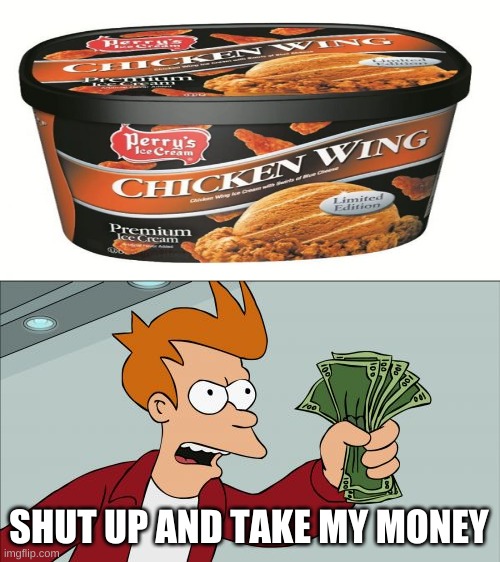 Perry's
Ice Cream
CHICKEN WING
Limited
Edition
Premium
Ice Cream
Perry's
Ice Cream
CHICKEN WING
Chicken Wing Ice Cream with Swirls of Blue Cheese
Limited
Edition
Premium
Ice Cream
SHUT UP AND TAKE MY MONEY
imgflip.com